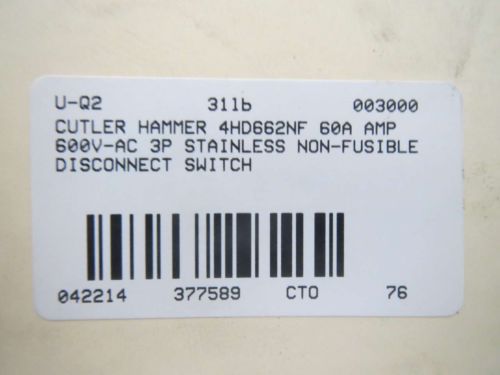 U-Q2 31lb 003000
CUTLER HAMMER 4HD662NF 60A AMP
600V-AC 3P STAINLESS NON-FUSIBLE
DISCONNECT SWITCH
042214 377589 CTO 76